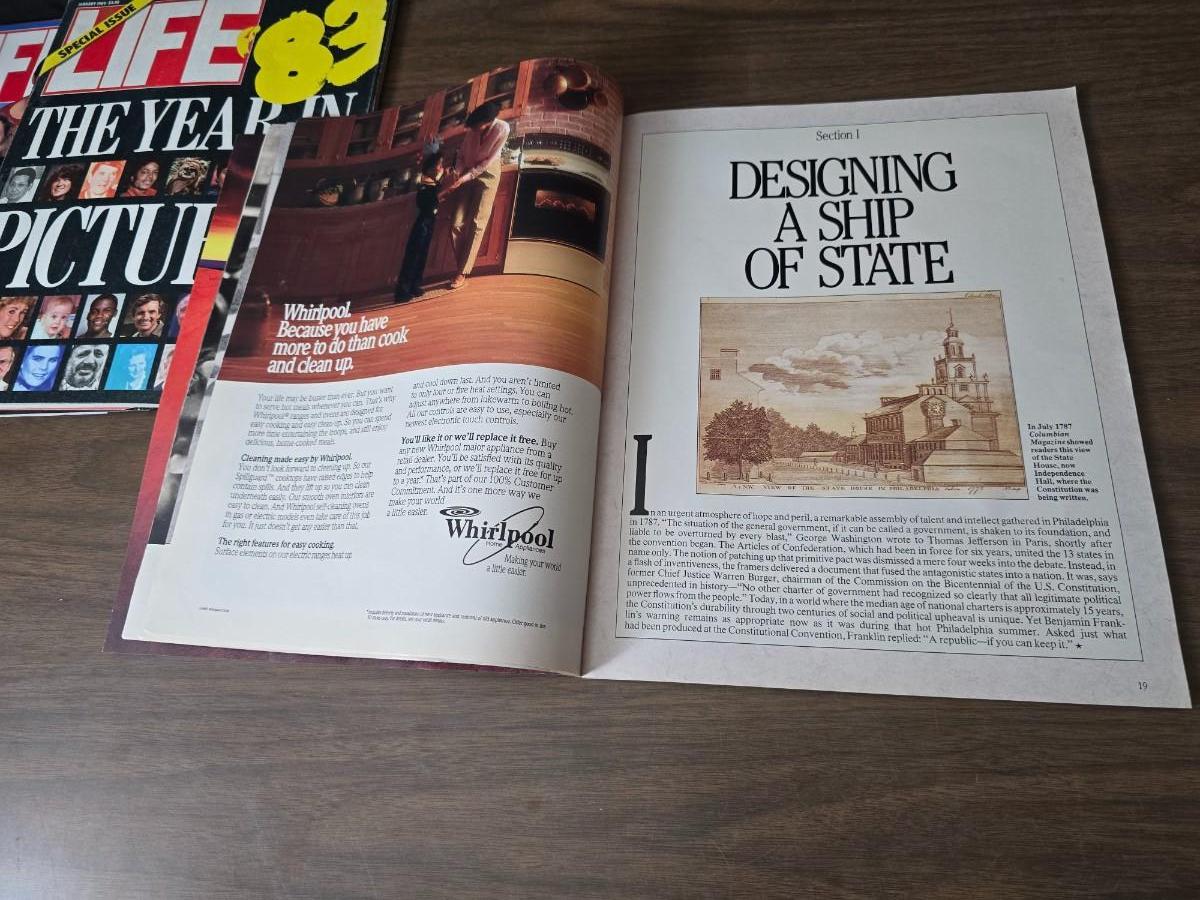 JANUARY 1984 · $3.95
SPECIAL ISSUE
LIFE
'83
THE YEAR IN
PICTU
Whirlpool.
Because you have
more to do than cook
and clean up.
Your life may be busier than ever. But you want
to serve hot meals whenever you can. That's why
Whirlpool® ranges and ovens are designed for
easy cooking and easy clean-up. So you can spend
more time entertaining the troops, and still enjoy
delicious, home-cooked meals.
Cleaning made easy by Whirlpool.
You don't look forward to cleaning up. So our
Spillguard™ cooktops have raised edges to help
contain spills. And they lift up so you can clean
underneath easily. Our smooth oven interiors are
easy to clean. And Whirlpool self-cleaning ovens
in gas or electric models even take care of this job
for you. It just doesn't get any easier than that.
The right features for easy cooking.
Surface elements on our electric ranges heat up
and cool down fast. And you aren't limited
to only four or five heat settings. You can
adjust anywhere from lukewarm to boiling hot.
All our controls are easy to use, especially our
newest electronic touch controls.
You'll like it or we'll replace it free. Buy
any new Whirlpool major appliance from a
retail dealer. You'll be satisfied with its quality
and performance, or we'll replace it free for up
to a year.* That's part of our 100% Customer
Commitment. And it's one more way we
make your world
a little easier.
Whirlpool
Home Appliances
Making your world
a little easier.
Section I
DESIGNING
A SHIP
OF STATE
VIEW OF THE STATE HOUSE IN PHILADELPHIA
In July 1787
Columbian
Magazine showed
readers this view
of the State
House, now
Independence
Hall, where the
Constitution was
being written.
In an urgent atmosphere of hope and peril, a remarkable assembly of talent and intellect gathered in Philadelphia
in 1787. "The situation of the general government, if it can be called a government, is shaken to its foundation, and
liable to be overturned by every blast," George Washington wrote to Thomas Jefferson in Paris, shortly after
the convention began. The Articles of Confederation, which had been in force for six years, united the 13 states in
name only. The notion of patching up that primitive pact was dismissed a mere four weeks into the debate. Instead, in
a flash of inventiveness, the framers delivered a document that fused the antagonistic states into a nation. It was, says
former Chief Justice Warren Burger, chairman of the Commission on the Bicentennial of the U.S. Constitution,
unprecedented in history—"No other charter of government had recognized so clearly that all legitimate political
power flows from the people." Today, in a world where the median age of national charters is approximately 15 years,
the Constitution's durability through two centuries of social and political upheaval is unique. Yet Benjamin Frank-
lin's warning remains as appropriate now as it was during that hot Philadelphia summer. Asked just what
had been produced at the Constitutional Convention, Franklin replied: "A republic—if you can keep it." ★
19